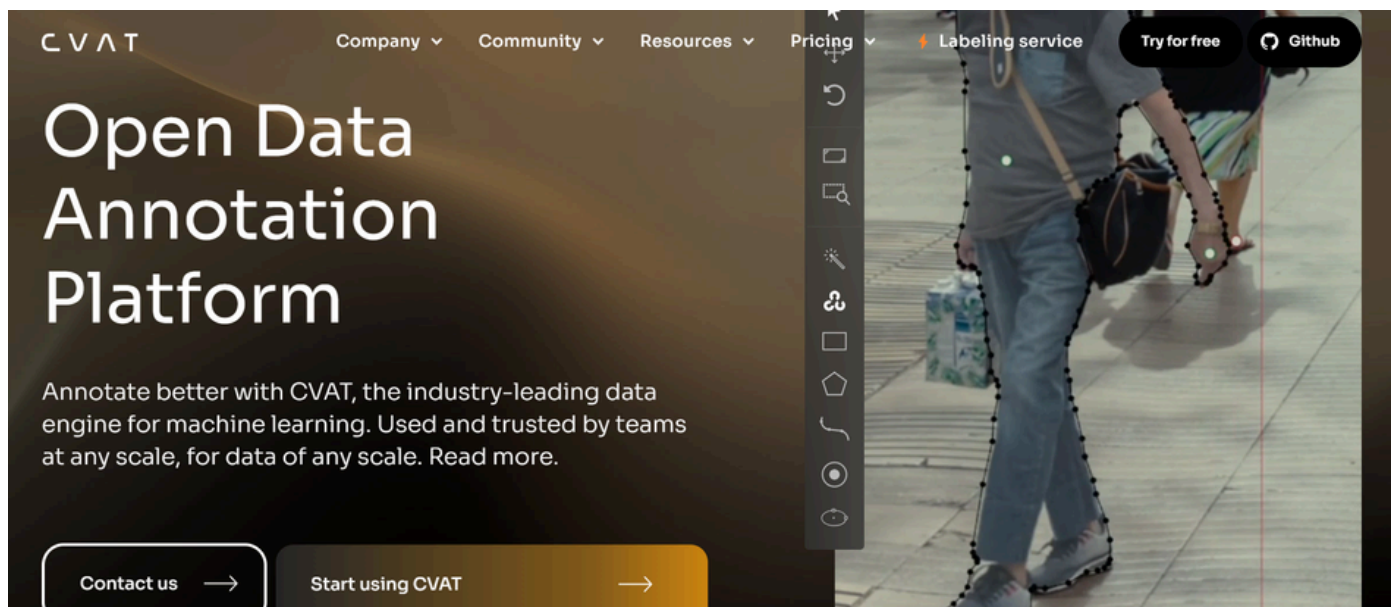 CVAT
Company
Community
Resources
Pricing
Labeling service
Try for free
Github
Open Data
Annotation
Platform
Annotate better with CVAT, the industry-leading data
engine for machine learning. Used and trusted by teams
at any scale, for data of any scale. Read more.
Contact us
Start using CVAT